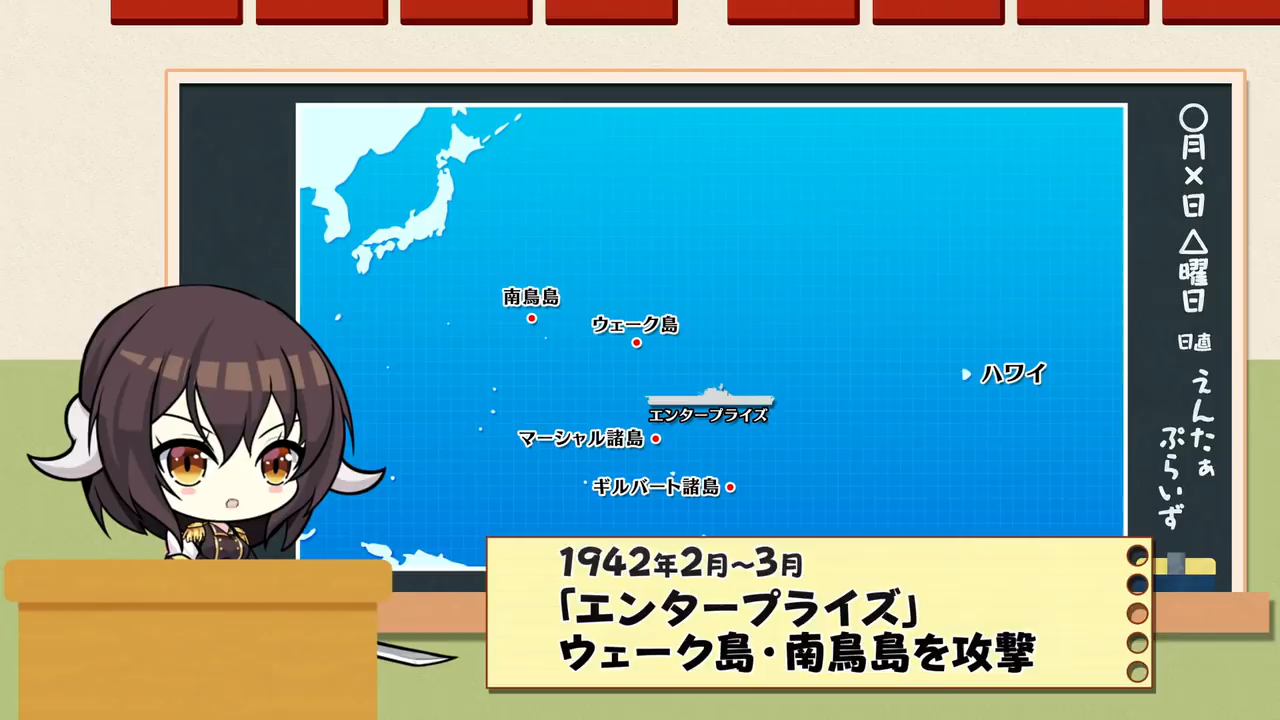 南鳥島
ウェーク島
ハワイ
エンタープライズ
マーシャル諸島
ギルバート諸島
○月×日△曜日
日直
えんたぁ
ぷらいず
1942年2月~3月
「エンタープライズ」
ウェーク島・南鳥島を攻撃